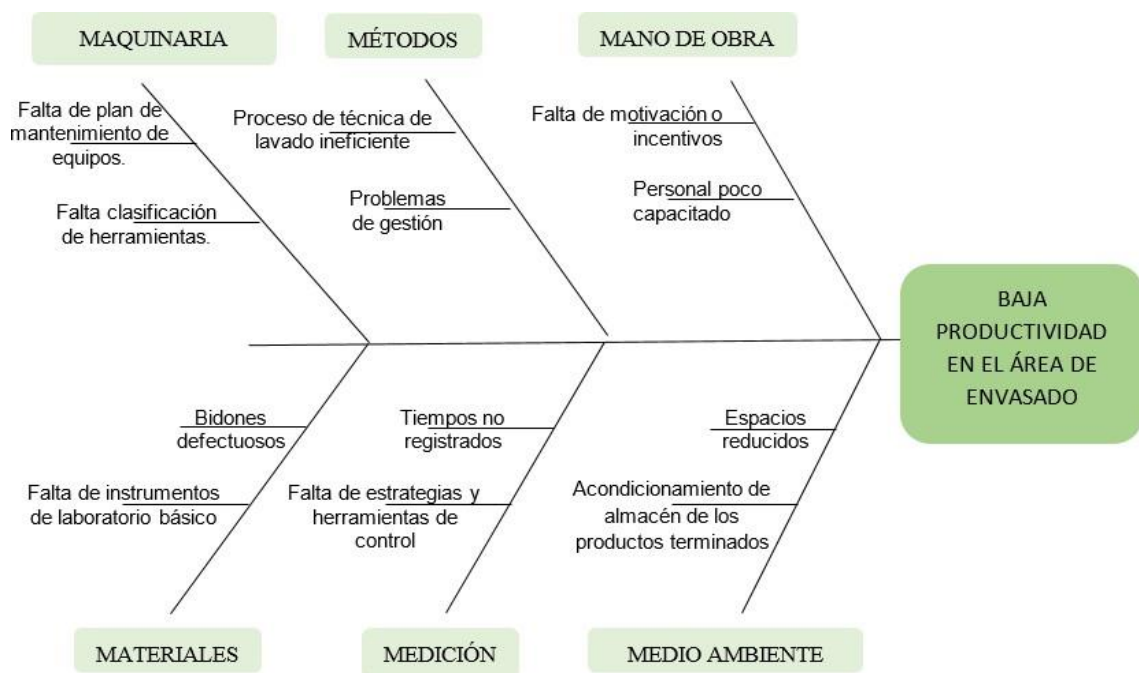 MAQUINARIA
MÉTODOS
MANO DE OBRA
Falta de plan de
mantenimiento de
equipos.
Falta clasificación
de herramientas.
Proceso de técnica de
lavado ineficiente
Problemas
de gestión
Falta de motivación o
incentivos
Personal poco
capacitado
BAJA
PRODUCTIVIDAD
EN EL ÁREA DE
ENVASADO
Bidones
defectuosos
Falta de instrumentos
de laboratorio básico
Tiempos no
registrados
Falta de estrategias y
herramientas de
control
Espacios
reducidos
Acondicionamiento de
almacén de los
productos terminados
MATERIALES
MEDICIÓN
MEDIO AMBIENTE